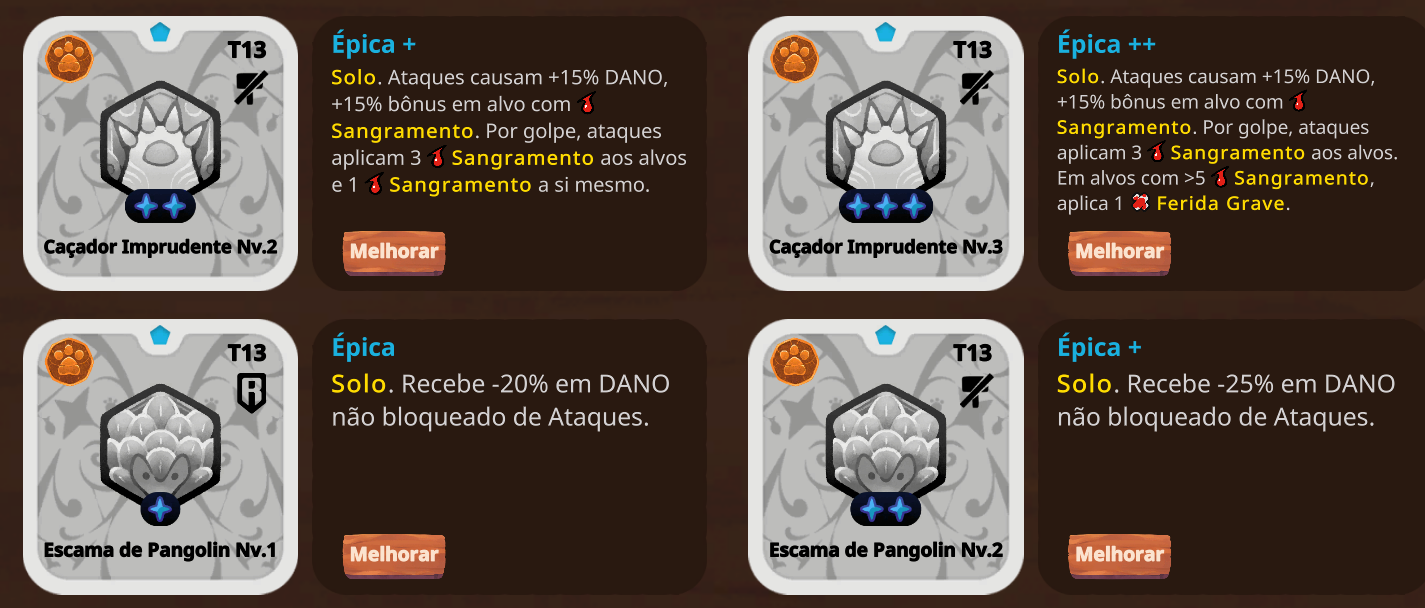 T13
Caçador Imprudente Nv.2
Épica +
Solo. Ataques causam +15% DANO,
+15% bônus em alvo com
Sangramento. Por golpe, ataques
aplicam 3 Sangramento aos alvos
e 1 Sangramento a si mesmo.
Melhorar
T13
Caçador Imprudente Nv.3
Épica ++
Solo. Ataques causam +15% DANO,
+15% bônus em alvo com
Sangramento. Por golpe, ataques
aplicam 3 Sangramento aos alvos.
Em alvos com >5 Sangramento,
aplica 1 Ferida Grave.
Melhorar
T13
R
Escama de Pangolin Nv.1
Épica
Solo. Recebe -20% em DANO
não bloqueado de Ataques.
Melhorar
T13
Escama de Pangolin Nv.2
Épica +
Solo. Recebe -25% em DANO
não bloqueado de Ataques.
Melhorar